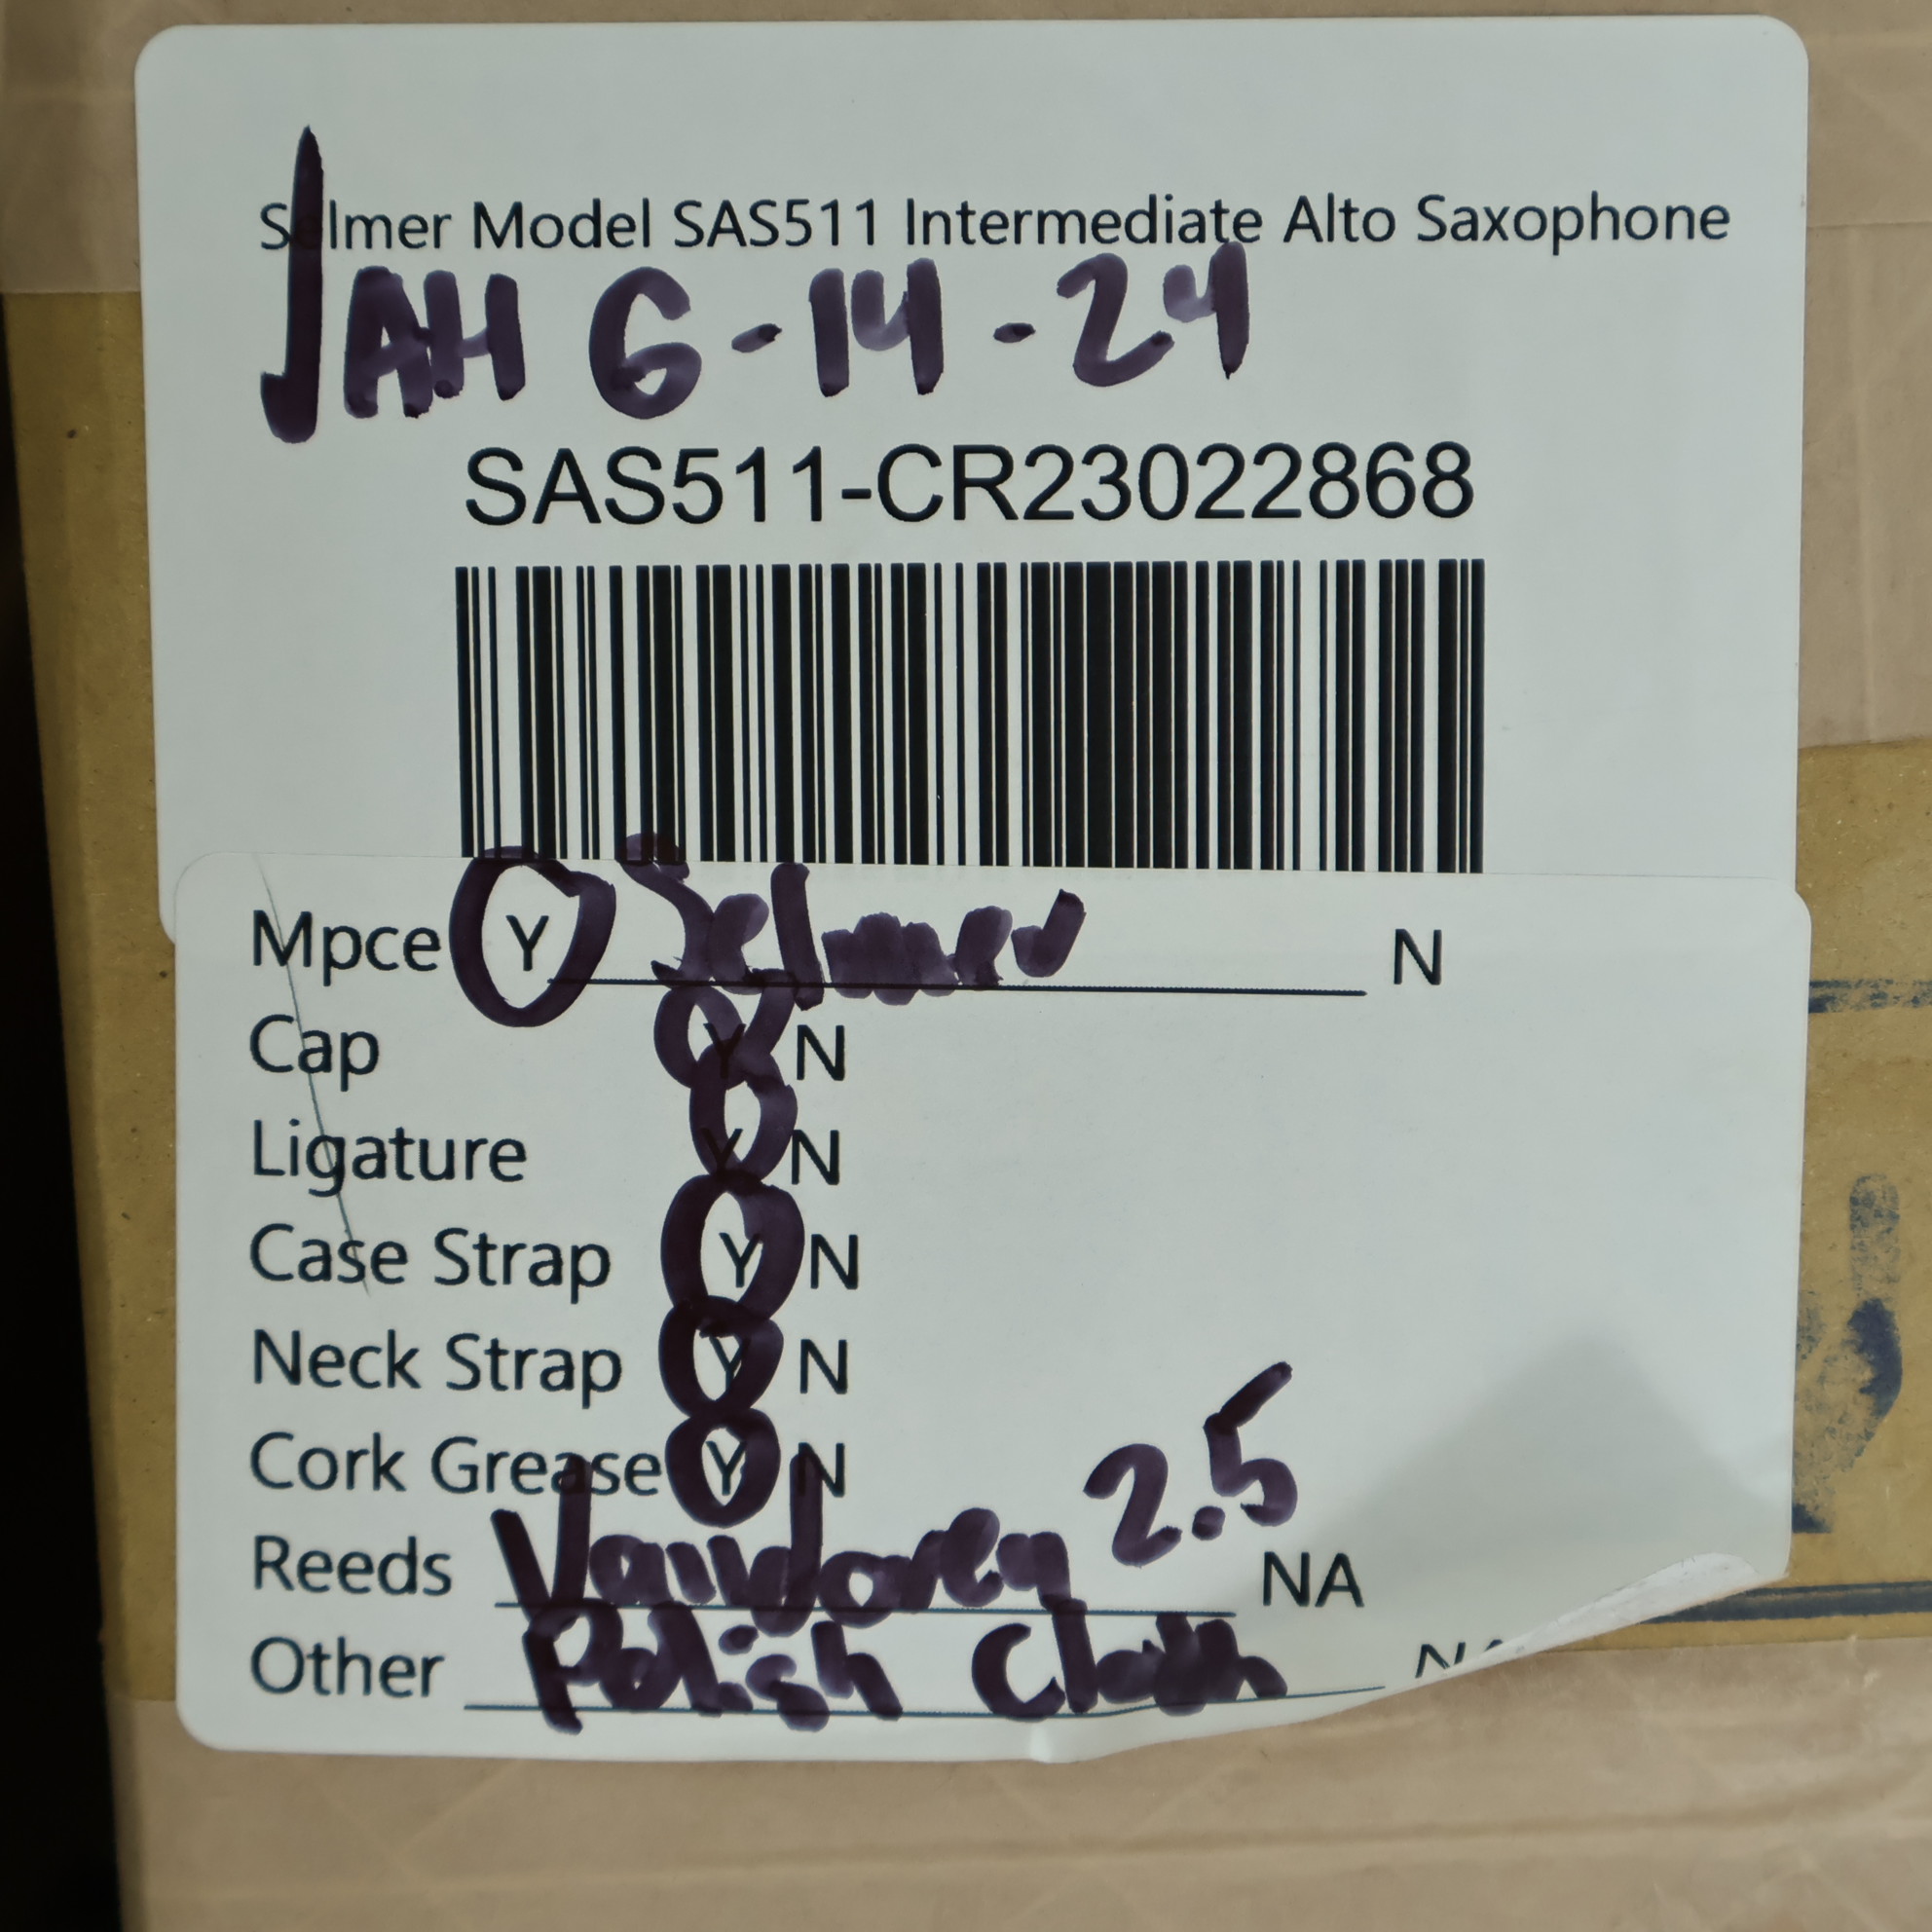 Selmer Model SAS511 Intermediate Alto Saxophone
JAH 6-14-24
SAS511-CR23022868
Mpce Y Selmer N
Cap Y N
Ligature Y N
Case Strap Y N
Neck Strap Y N
Cork Grease Y N
Reeds Vandoren 2.5 NA
Other Polish Cloth